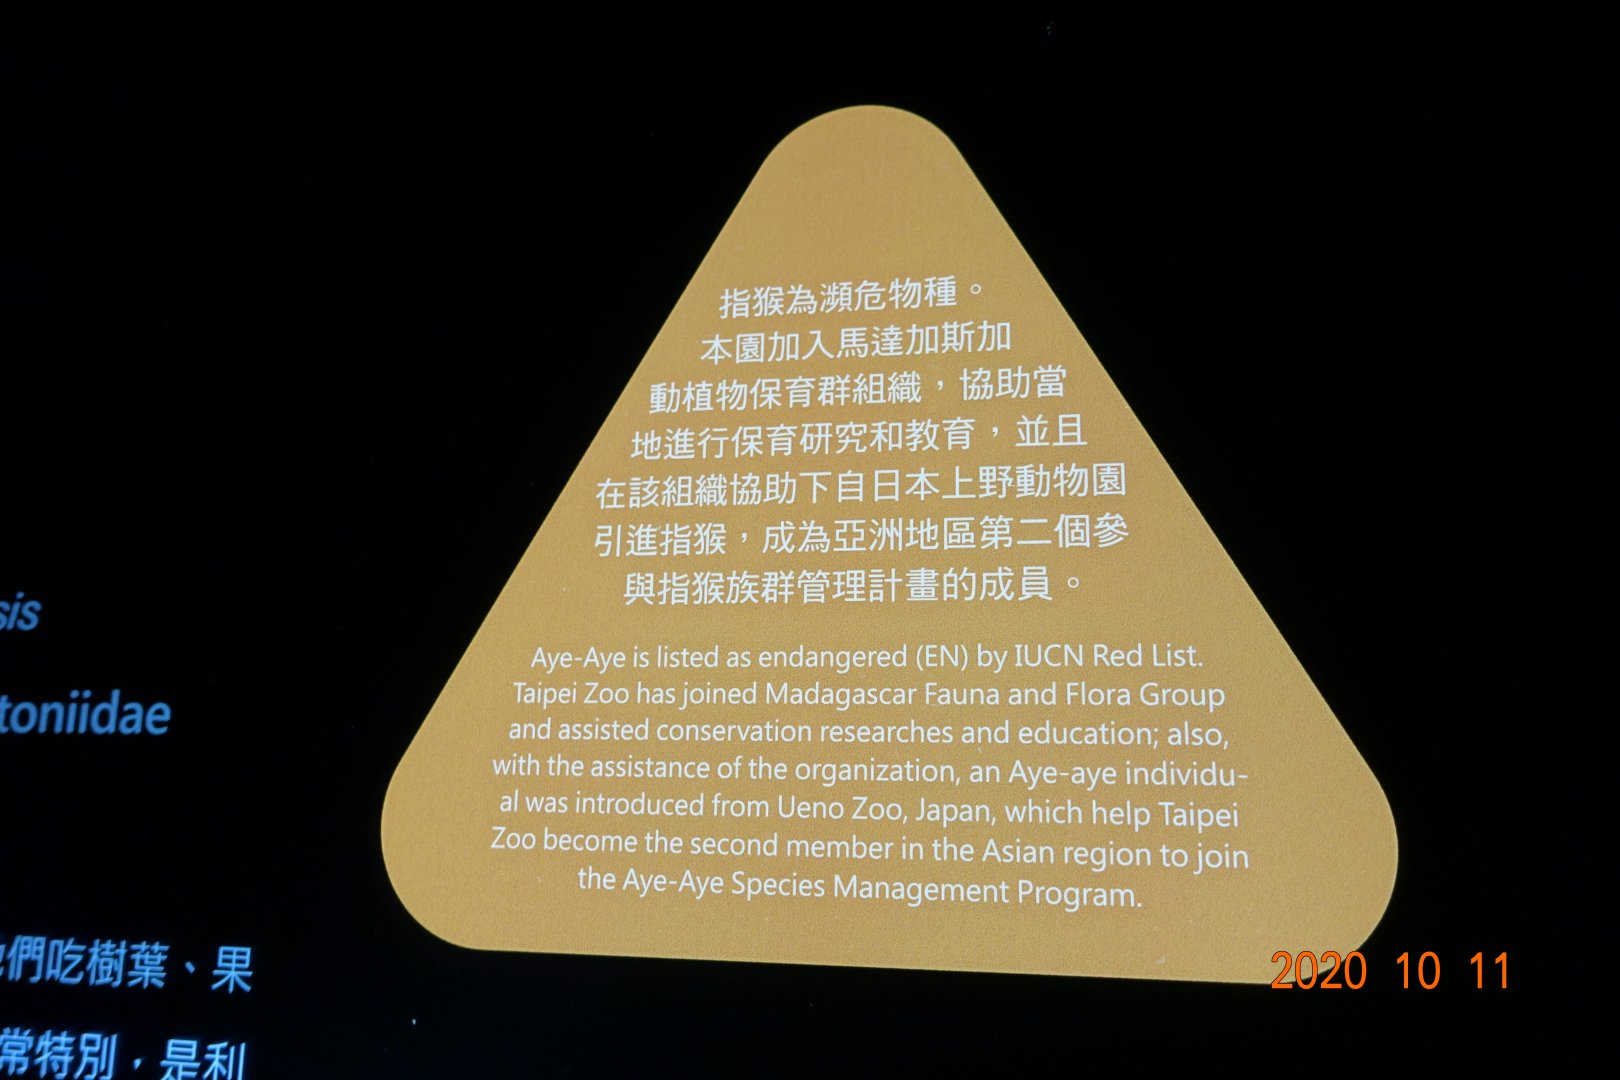 指猴為瀕危物種。
本園加入馬達加斯加
動植物保育群組織，協助當
地進行保育研究和教育，並且
在該組織協助下自日本上野動物園
引進指猴，成為亞洲地區第二個參
與指猴族群管理計畫的成員。
Aye-Aye is listed as endangered (EN) by IUCN Red List.
Taipei Zoo has joined Madagascar Fauna and Flora Group
and assisted conservation researches and education; also,
with the assistance of the organization, an Aye-aye individu-
al was introduced from Ueno Zoo, Japan, which help Taipei
Zoo become the second member in the Asian region to join
the Aye-Aye Species Management Program.
sis
toniidae
們吃樹葉、果
常特別，是利
2020 10 11